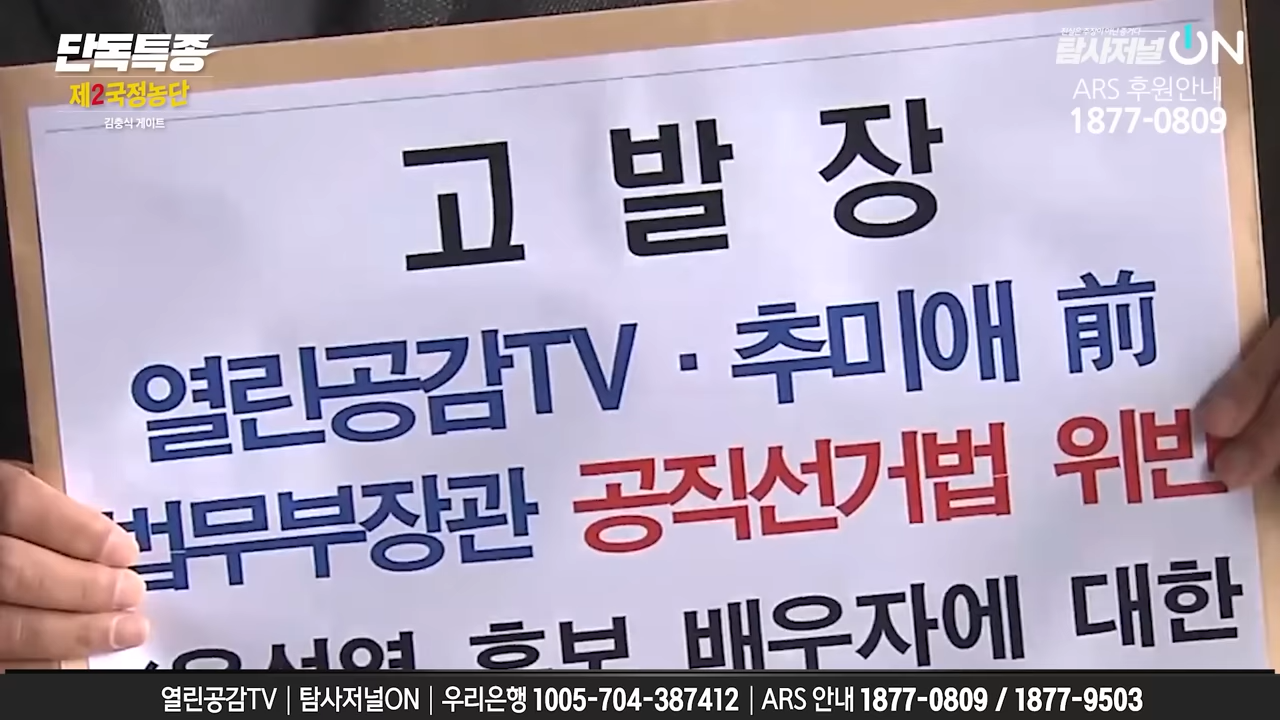 단독특종
제2국정농단
김충식 게이트
탐사저널ON
ARS 후원안내
1877-0809
고 발 장
열린공감TV · 추미애 前
법무부장관 공직선거법 위반
후보 배우자에 대한
열린공감TV | 탐사저널ON | 우리은행 1005-704-387412 | ARS 안내 1877-0809 / 1877-9503